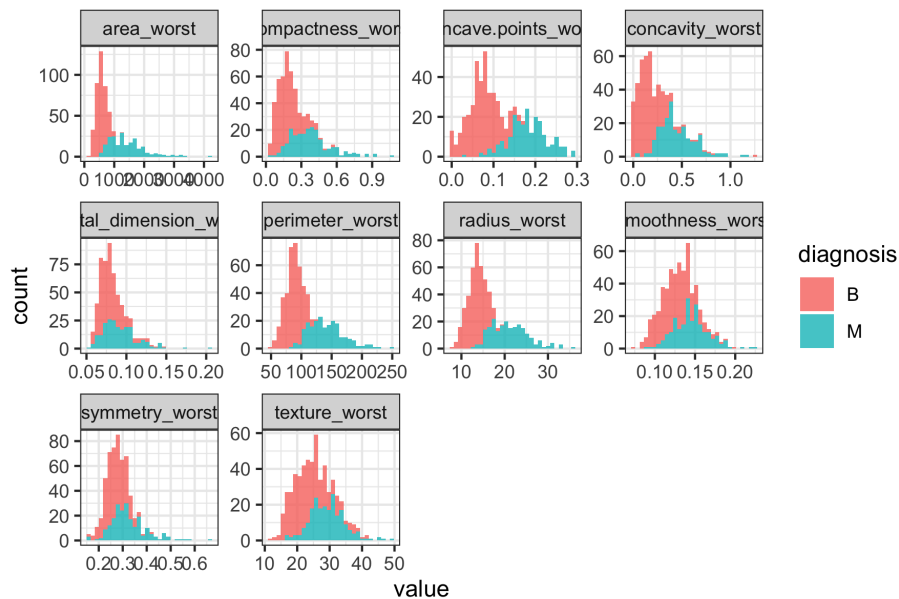 area_worst
ompactness_wor
ncave.points_wo
concavity_worst
100
50
0
0 1000 2000 3000 4000
80
60
40
20
0
0.0 0.3 0.6 0.9
40
20
0
0.0 0.1 0.2 0.3
60
40
20
0
0.0 0.5 1.0
tal_dimension_w
perimeter_worst
radius_worst
moothness_wors
75
50
25
0
0.05 0.10 0.15 0.20
60
40
20
0
50 100 150 200 250
80
60
40
20
0
10 20 30
60
40
20
0
0.10 0.15 0.20
symmetry_worst
texture_worst
80
60
40
20
0
0.2 0.3 0.4 0.5 0.6
60
40
20
0
10 20 30 40 50
count
value
diagnosis
B
M